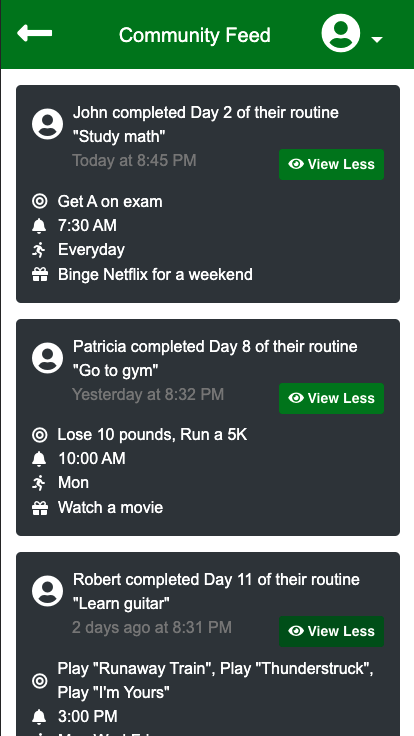 Community Feed
John completed Day 2 of their routine
"Study math"
Today at 8:45 PM
View Less
Get A on exam
7:30 AM
Everyday
Binge Netflix for a weekend
Patricia completed Day 8 of their routine
"Go to gym"
Yesterday at 8:32 PM
View Less
Lose 10 pounds, Run a 5K
10:00 AM
Mon
Watch a movie
Robert completed Day 11 of their routine
"Learn guitar"
2 days ago at 8:31 PM
View Less
Play "Runaway Train", Play "Thunderstruck",
Play "I'm Yours"
3:00 PM